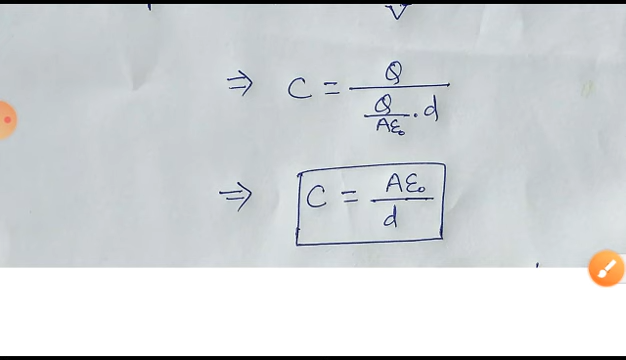 ⇒ C = Q / (Q/Aε₀ · d)
⇒ C = Aε₀ / d